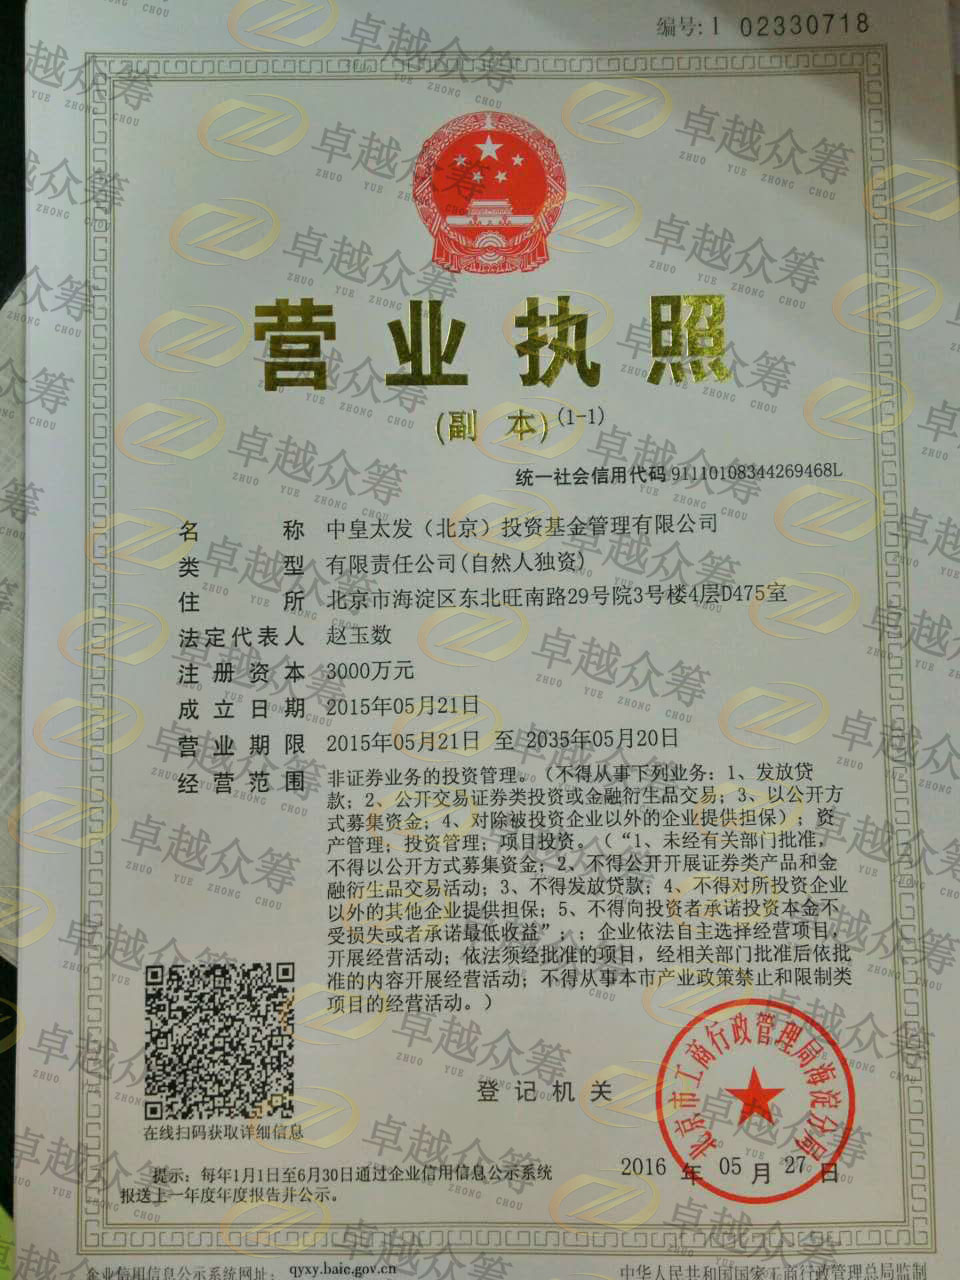 编号:1 02330718
营业执照
(副 本)(1-1)
统一社会信用代码 91110108344269468L
名 称 中皇太发（北京）投资基金管理有限公司
类 型 有限责任公司(自然人独资)
住 所 北京市海淀区东北旺南路29号院3号楼4层D475室
法定代表人 赵玉数
注册资本 3000万元
成立日期 2015年05月21日
营业期限 2015年05月21日 至 2035年05月20日
经营范围 非证券业务的投资管理。（不得从事下列业务：1、发放贷
款；2、公开交易证券类投资或金融衍生品交易；3、以公开方
式募集资金；4、对除被投资企业以外的企业提供担保）；资
产管理；投资管理；项目投资。（“1、未经有关部门批准，
不得以公开方式募集资金；2、不得公开开展证券类产品和金
融衍生品交易活动；3、不得发放贷款；4、不得对所投资企业
以外的其他企业提供担保；5、不得向投资者承诺投资本金不
受损失或者承诺最低收益”；；企业依法自主选择经营项目，
开展经营活动；依法须经批准的项目，经相关部门批准后依批
准的内容开展经营活动；不得从事本市产业政策禁止和限制类
项目的经营活动。）
在线扫码获取详细信息
登记机关
北京市工商行政管理局海淀分局
2016 年 05 月 27 日
提示：每年1月1日至6月30日通过企业信用信息公示系统
报送上一年度年度报告并公示。
企业信用信息公示系统网址： qyxy.baic.gov.cn
中华人民共和国国家工商行政管理总局监制
卓越众筹
ZHUO YUE ZHONG CHOU